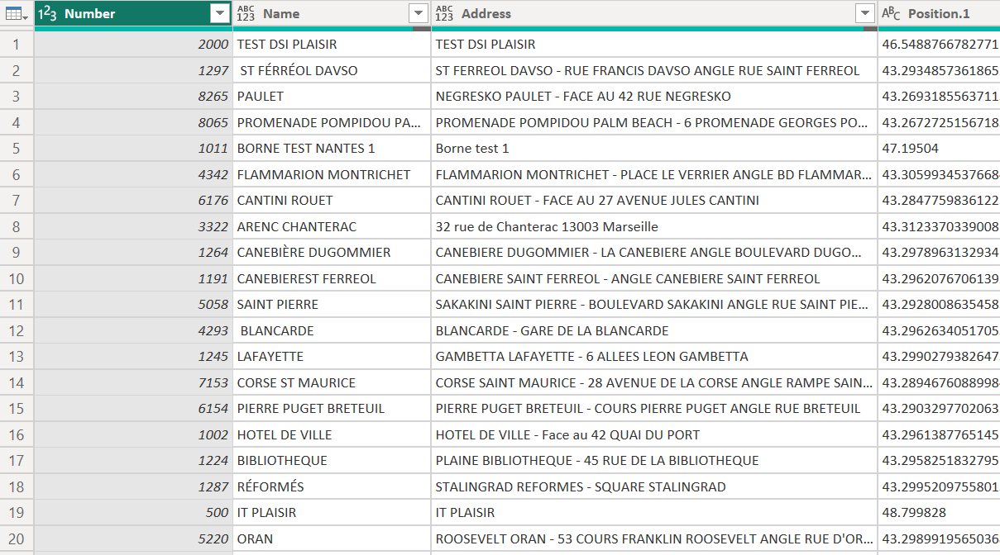 123 Number ABC 123 Name ABC 123 Address ABC Position.1
1 2000 TEST DSI PLAISIR TEST DSI PLAISIR 46.5488766782771
2 1297 ST FÉRRÉOL DAVSO ST FERREOL DAVSO - RUE FRANCIS DAVSO ANGLE RUE SAINT FERREOL 43.2934857361865
3 8265 PAULET NEGRESKO PAULET - FACE AU 42 RUE NEGRESKO 43.2693185563711
4 8065 PROMENADE POMPIDOU PA... PROMENADE POMPIDOU PALM BEACH - 6 PROMENADE GEORGES PO... 43.2672725156718
5 1011 BORNE TEST NANTES 1 Borne test 1 47.19504
6 4342 FLAMMARION MONTRICHET FLAMMARION MONTRICHET - PLACE LE VERRIER ANGLE BD FLAMMAR... 43.3059934537668
7 6176 CANTINI ROUET CANTINI ROUET - FACE AU 27 AVENUE JULES CANTINI 43.2847759836122
8 3322 ARENC CHANTERAC 32 rue de Chanterac 13003 Marseille 43.3123370339008
9 1264 CANEBIÈRE DUGOMMIER CANEBIERE DUGOMMIER - LA CANEBIERE ANGLE BOULEVARD DUGO... 43.2978963132934
10 1191 CANEBIEREST FERREOL CANEBIERE SAINT FERREOL - ANGLE CANEBIERE SAINT FERREOL 43.2962076706139
11 5058 SAINT PIERRE SAKAKINI SAINT PIERRE - BOULEVARD SAKAKINI ANGLE RUE SAINT PIE... 43.2928008635458
12 4293 BLANCARDE BLANCARDE - GARE DE LA BLANCARDE 43.2962634051705
13 1245 LAFAYETTE GAMBETTA LAFAYETTE - 6 ALLEES LEON GAMBETTA 43.2990279382647
14 7153 CORSE ST MAURICE CORSE SAINT MAURICE - 28 AVENUE DE LA CORSE ANGLE RAMPE SAIN... 43.2894676088998
15 6154 PIERRE PUGET BRETEUIL PIERRE PUGET BRETEUIL - COURS PIERRE PUGET ANGLE RUE BRETEUIL 43.2903297702063
16 1002 HOTEL DE VILLE HOTEL DE VILLE - Face au 42 QUAI DU PORT 43.2961387765145
17 1224 BIBLIOTHEQUE PLAINE BIBLIOTHEQUE - 45 RUE DE LA BIBLIOTHEQUE 43.2958251832795
18 1287 RÉFORMÉS STALINGRAD REFORMES - SQUARE STALINGRAD 43.2995209755801
19 500 IT PLAISIR IT PLAISIR 48.799828
20 5220 ORAN ROOSEVELT ORAN - 53 COURS FRANKLIN ROOSEVELT ANGLE RUE D'OR... 43.2989919565036